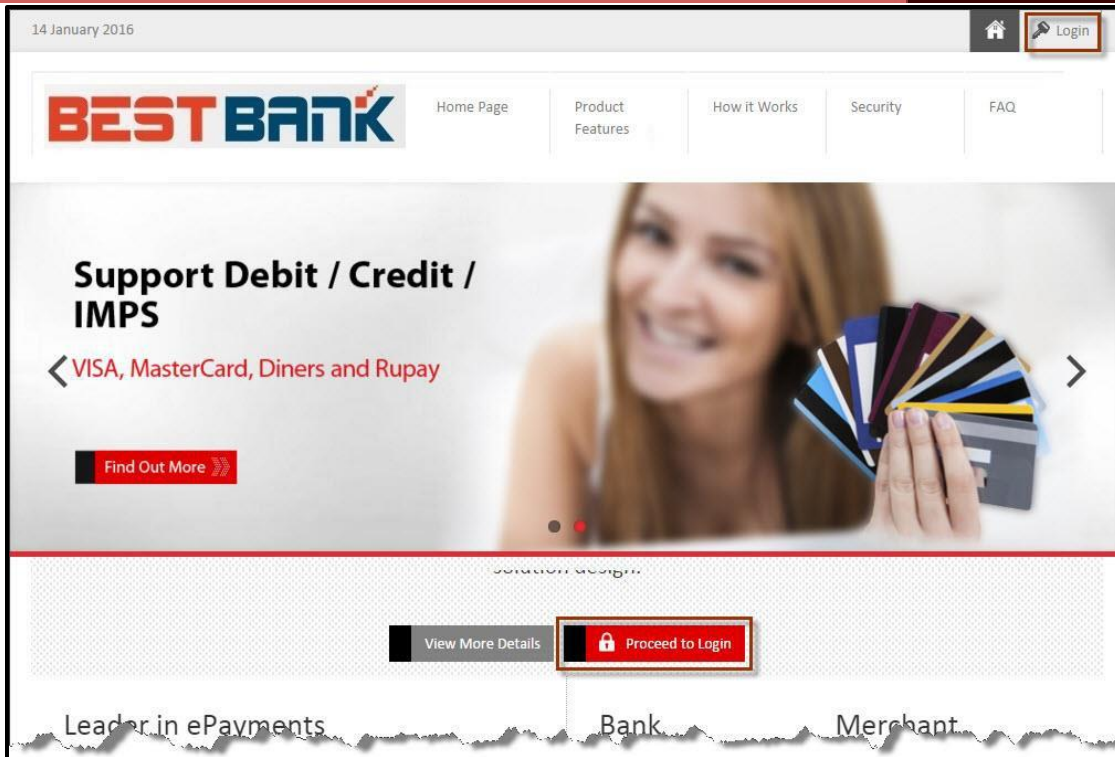 14 January 2016
Login
BEST BANK
Home Page
Product
Features
How it Works
Security
FAQ
Support Debit / Credit /
IMPS
VISA, MasterCard, Diners and Rupay
Find Out More
solution design.
View More Details
Proceed to Login
Leader in ePayments
Bank
Merchant